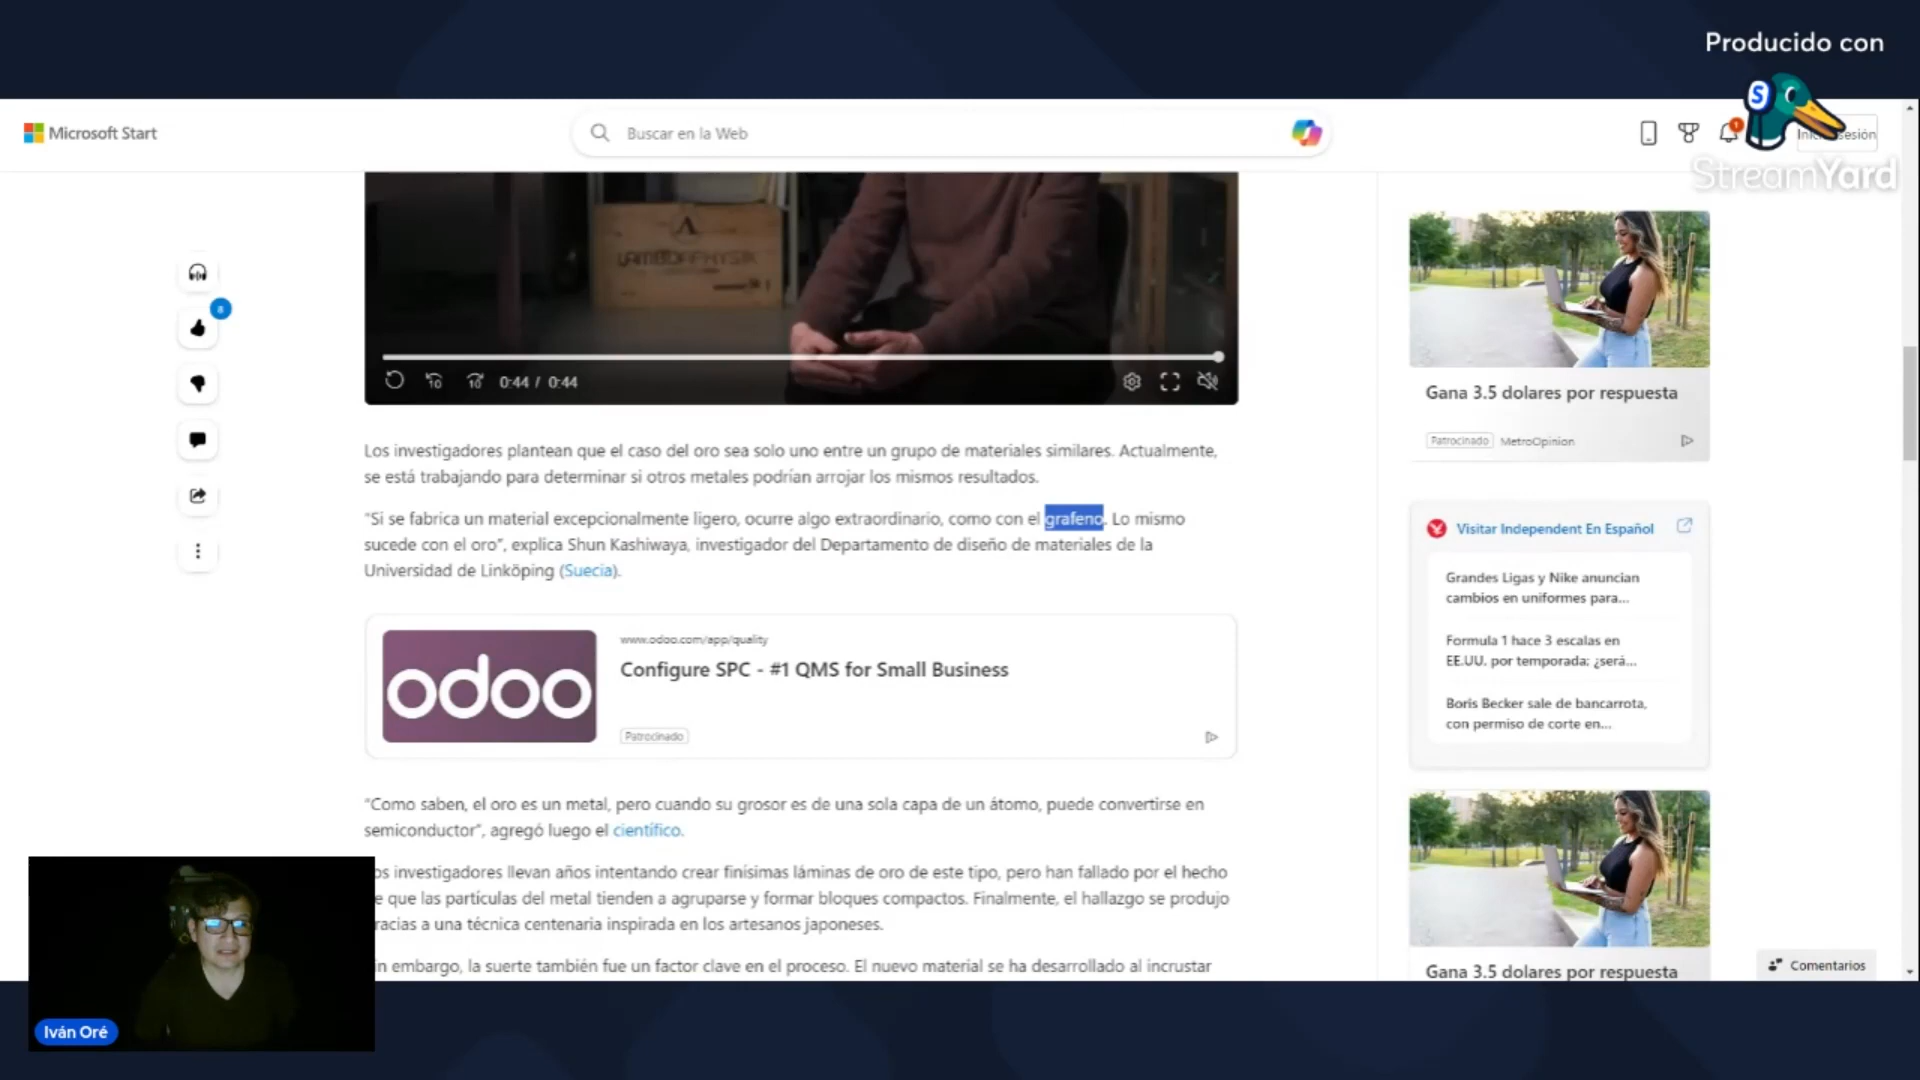 Producido con
StreamYard
Microsoft Start
Buscar en la Web
LAMBDA PHYSIK
10
10
0:44 / 0:44
8
Los investigadores plantean que el caso del oro sea solo uno entre un grupo de materiales similares. Actualmente,
se está trabajando para determinar si otros metales podrían arrojar los mismos resultados.
"Si se fabrica un material excepcionalmente ligero, ocurre algo extraordinario, como con el grafeno. Lo mismo
sucede con el oro", explica Shun Kashiwaya, investigador del Departamento de diseño de materiales de la
Universidad de Linköping (Suecia).
odoo
www.odoo.com/app/quality
Configure SPC - #1 QMS for Small Business
Patrocinado
"Como saben, el oro es un metal, pero cuando su grosor es de una sola capa de un átomo, puede convertirse en
semiconductor", agregó luego el científico.
os investigadores llevan años intentando crear finísimas láminas de oro de este tipo, pero han fallado por el hecho
e que las partículas del metal tienden a agruparse y formar bloques compactos. Finalmente, el hallazgo se produjo
racias a una técnica centenaria inspirada en los artesanos japoneses.
in embargo, la suerte también fue un factor clave en el proceso. El nuevo material se ha desarrollado al incrustar
Gana 3.5 dolares por respuesta
Patrocinado MetroOpinion
Visitar Independent En Español
Grandes Ligas y Nike anuncian
cambios en uniformes para...
Formula 1 hace 3 escalas en
EE.UU. por temporada; ¿será...
Boris Becker sale de bancarrota,
con permiso de corte en...
Gana 3.5 dolares por respuesta
Comentarios
Iván Oré